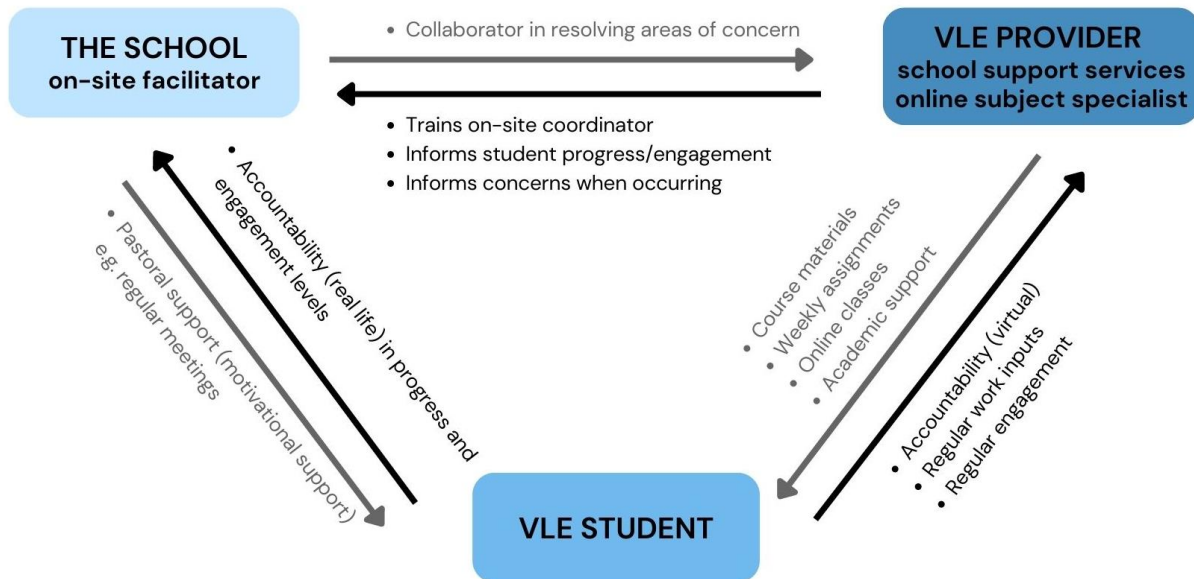 THE SCHOOL
on-site facilitator
• Collaborator in resolving areas of concern
VLE PROVIDER
school support services
online subject specialist
• Trains on-site coordinator
• Informs student progress/engagement
• Informs concerns when occurring
• Pastoral support (motivational support)
e.g. regular meetings
• Accountability (real life) in progress and
engagement levels
• Course materials
• Weekly assignments
• Online classes
• Academic support
• Accountability (virtual)
• Regular work inputs
• Regular engagement
VLE STUDENT